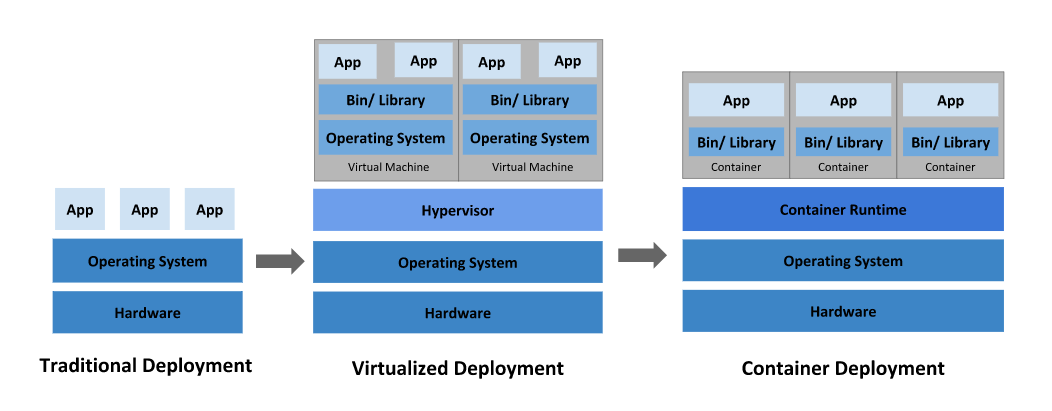 App
App
App
Operating System
Hardware
Traditional Deployment
App
App
Bin/ Library
Operating System
Virtual Machine
App
App
Bin/ Library
Operating System
Virtual Machine
Hypervisor
Operating System
Hardware
Virtualized Deployment
App
Bin/ Library
Container
App
Bin/ Library
Container
App
Bin/ Library
Container
Container Runtime
Operating System
Hardware
Container Deployment